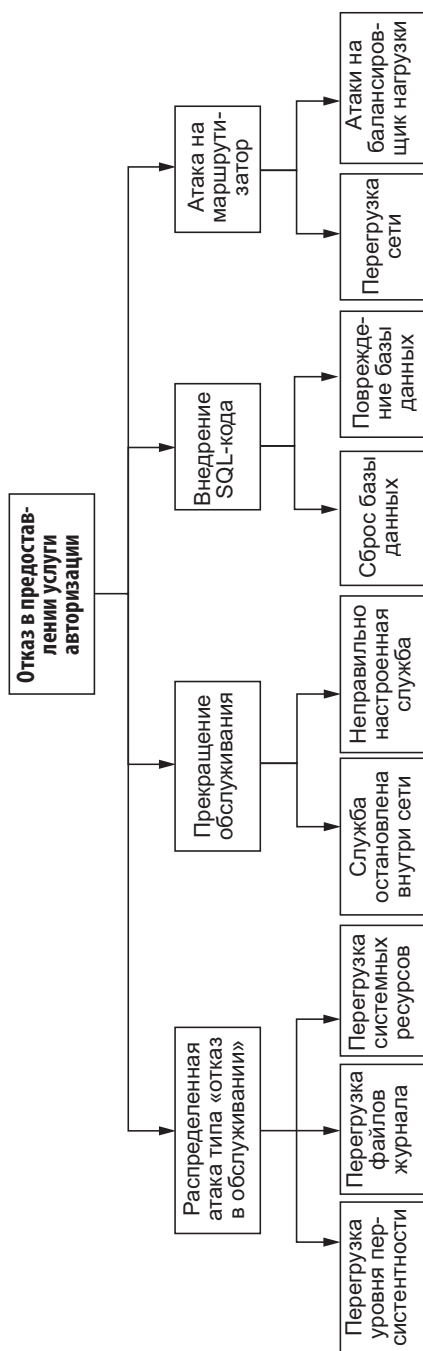 Отказ в предостав-
лении услуги
авторизации
Распределенная
атака типа «отказ
в обслуживании»
Прекращение
обслуживания
Внедрение
SQL-кода
Атака на
маршрути-
затор
Перегрузка
уровня пер-
систентности
Перегрузка
файлов
журнала
Перегрузка
системных
ресурсов
Служба
остановлена
внутри сети
Неправильно
настроенная
служба
Сброс базы
данных
Поврежде-
ние базы
данных
Перегрузка
сети
Атаки на
балансиров-
щик нагрузки